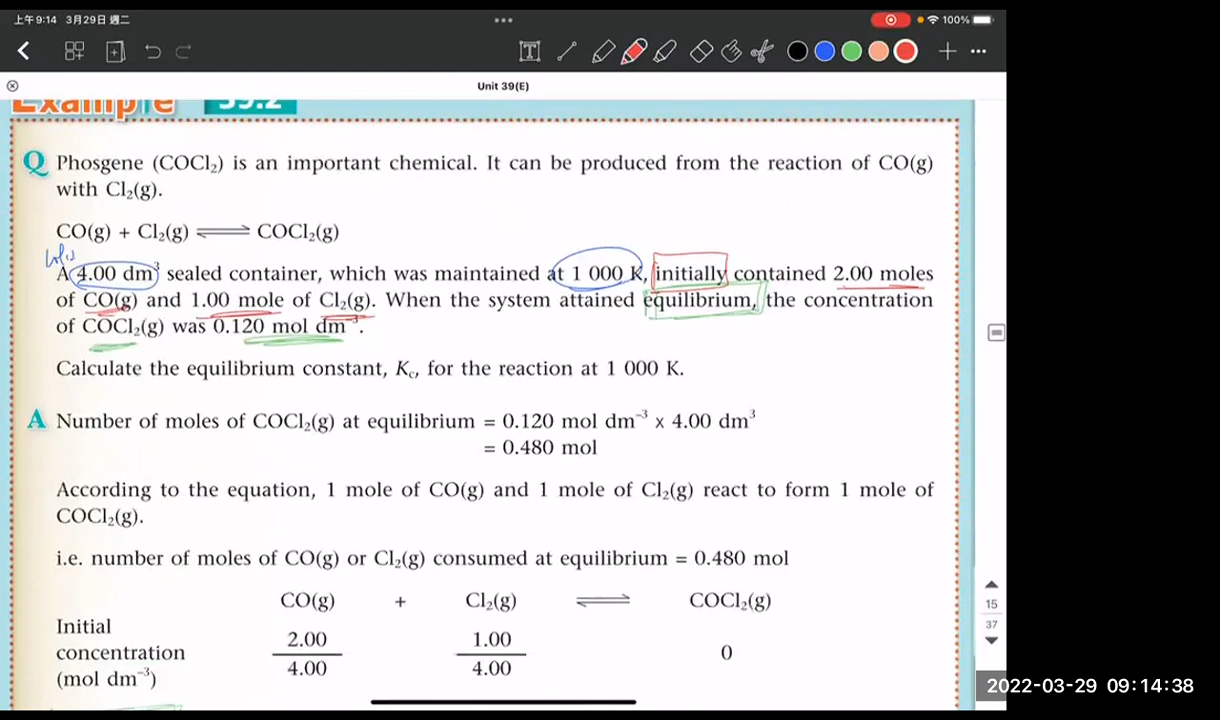 上午9:14 3月29日 週二
100%
Unit 39(E)
Example 39.2
Q Phosgene (COCl₂) is an important chemical. It can be produced from the reaction of CO(g)
with Cl₂(g).
CO(g) + Cl₂(g) ⇌ COCl₂(g)
A 4.00 dm³ sealed container, which was maintained at 1 000 K, initially contained 2.00 moles
of CO(g) and 1.00 mole of Cl₂(g). When the system attained equilibrium, the concentration
of COCl₂(g) was 0.120 mol dm⁻³.
Calculate the equilibrium constant, Kc, for the reaction at 1 000 K.
A Number of moles of COCl₂(g) at equilibrium = 0.120 mol dm⁻³ x 4.00 dm³
= 0.480 mol
According to the equation, 1 mole of CO(g) and 1 mole of Cl₂(g) react to form 1 mole of
COCl₂(g).
i.e. number of moles of CO(g) or Cl₂(g) consumed at equilibrium = 0.480 mol
CO(g) + Cl₂(g) ⇌ COCl₂(g)
Initial
concentration
(mol dm⁻³)
2.00
4.00
1.00
4.00
0
15
37
2022-03-29 09:14:38